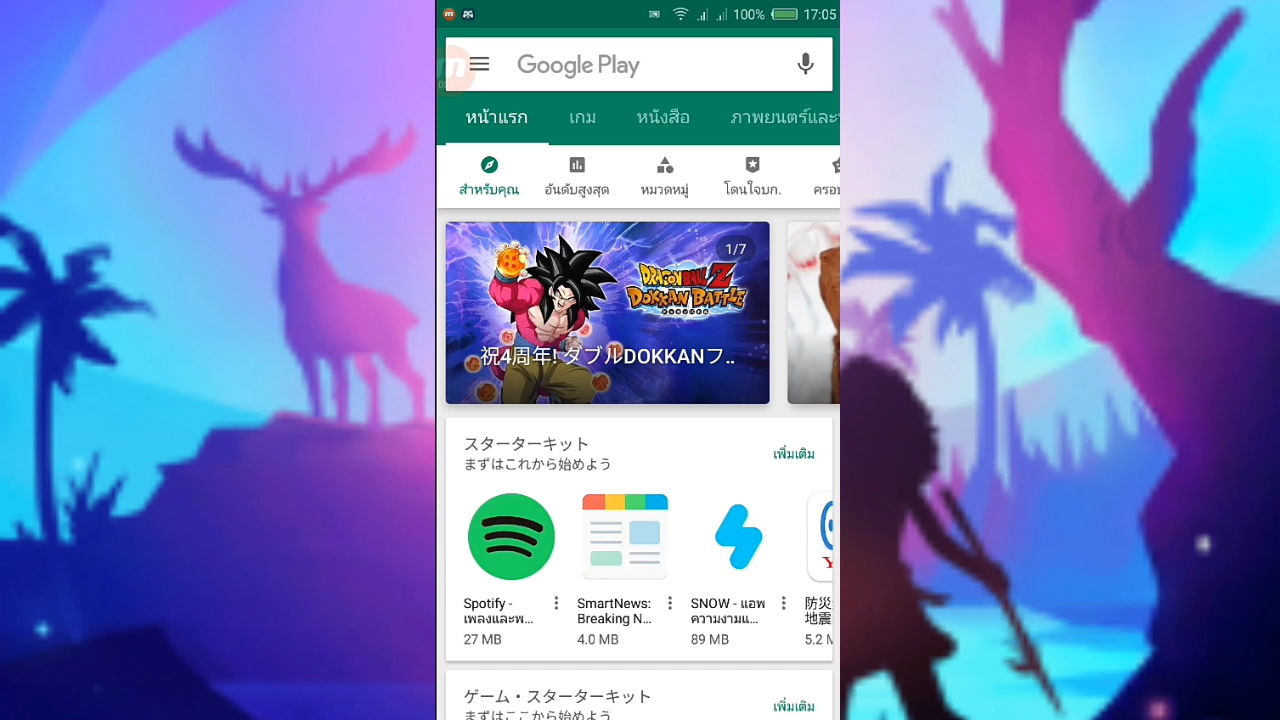 100% 17:05
Google Play
หน้าแรก เกม หนังสือ ภาพยนตร์และ
สำหรับคุณ อันดับสูงสุด หมวดหมู่ โดนใจบก. ครอบ
1/7
DRAGONBALL Z
DOKKAN BATTLE
祝4周年! ダブルDOKKANフ..
スターターキット
まずはこれから始めよう
เพิ่มเติม
Spotify -
เพลงและพ...
27 MB
SmartNews:
Breaking N...
4.0 MB
SNOW - แอพ
ความงามแ...
89 MB
防災
地震
5.2 M
ゲーム・スターターキット
まずはここから始めよう
เพิ่มเติม